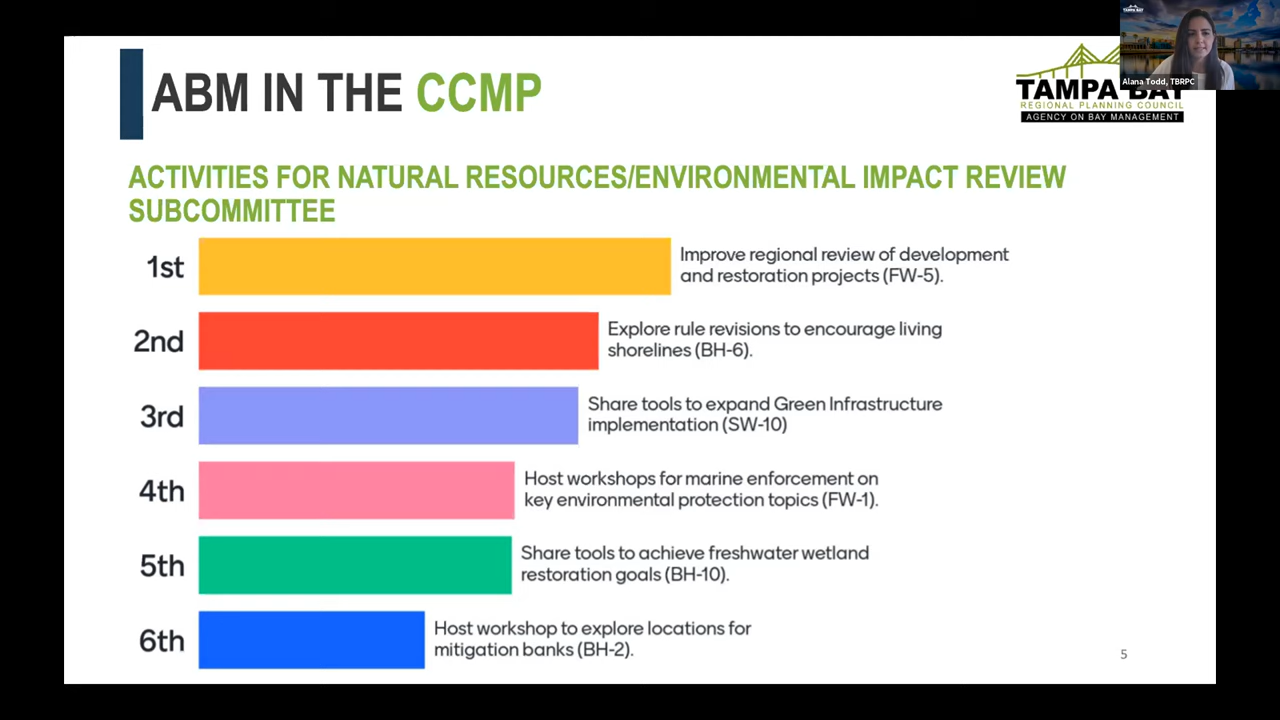 ABM IN THE CCMP
TAMPA BAY
Alana Todd, TBRPC
TAMPA BAY
REGIONAL PLANNING COUNCIL
AGENCY ON BAY MANAGEMENT
ACTIVITIES FOR NATURAL RESOURCES/ENVIRONMENTAL IMPACT REVIEW
SUBCOMMITTEE
1st
Improve regional review of development
and restoration projects (FW-5).
2nd
Explore rule revisions to encourage living
shorelines (BH-6).
3rd
Share tools to expand Green Infrastructure
implementation (SW-10)
4th
Host workshops for marine enforcement on
key environmental protection topics (FW-1).
5th
Share tools to achieve freshwater wetland
restoration goals (BH-10).
6th
Host workshop to explore locations for
mitigation banks (BH-2).
5